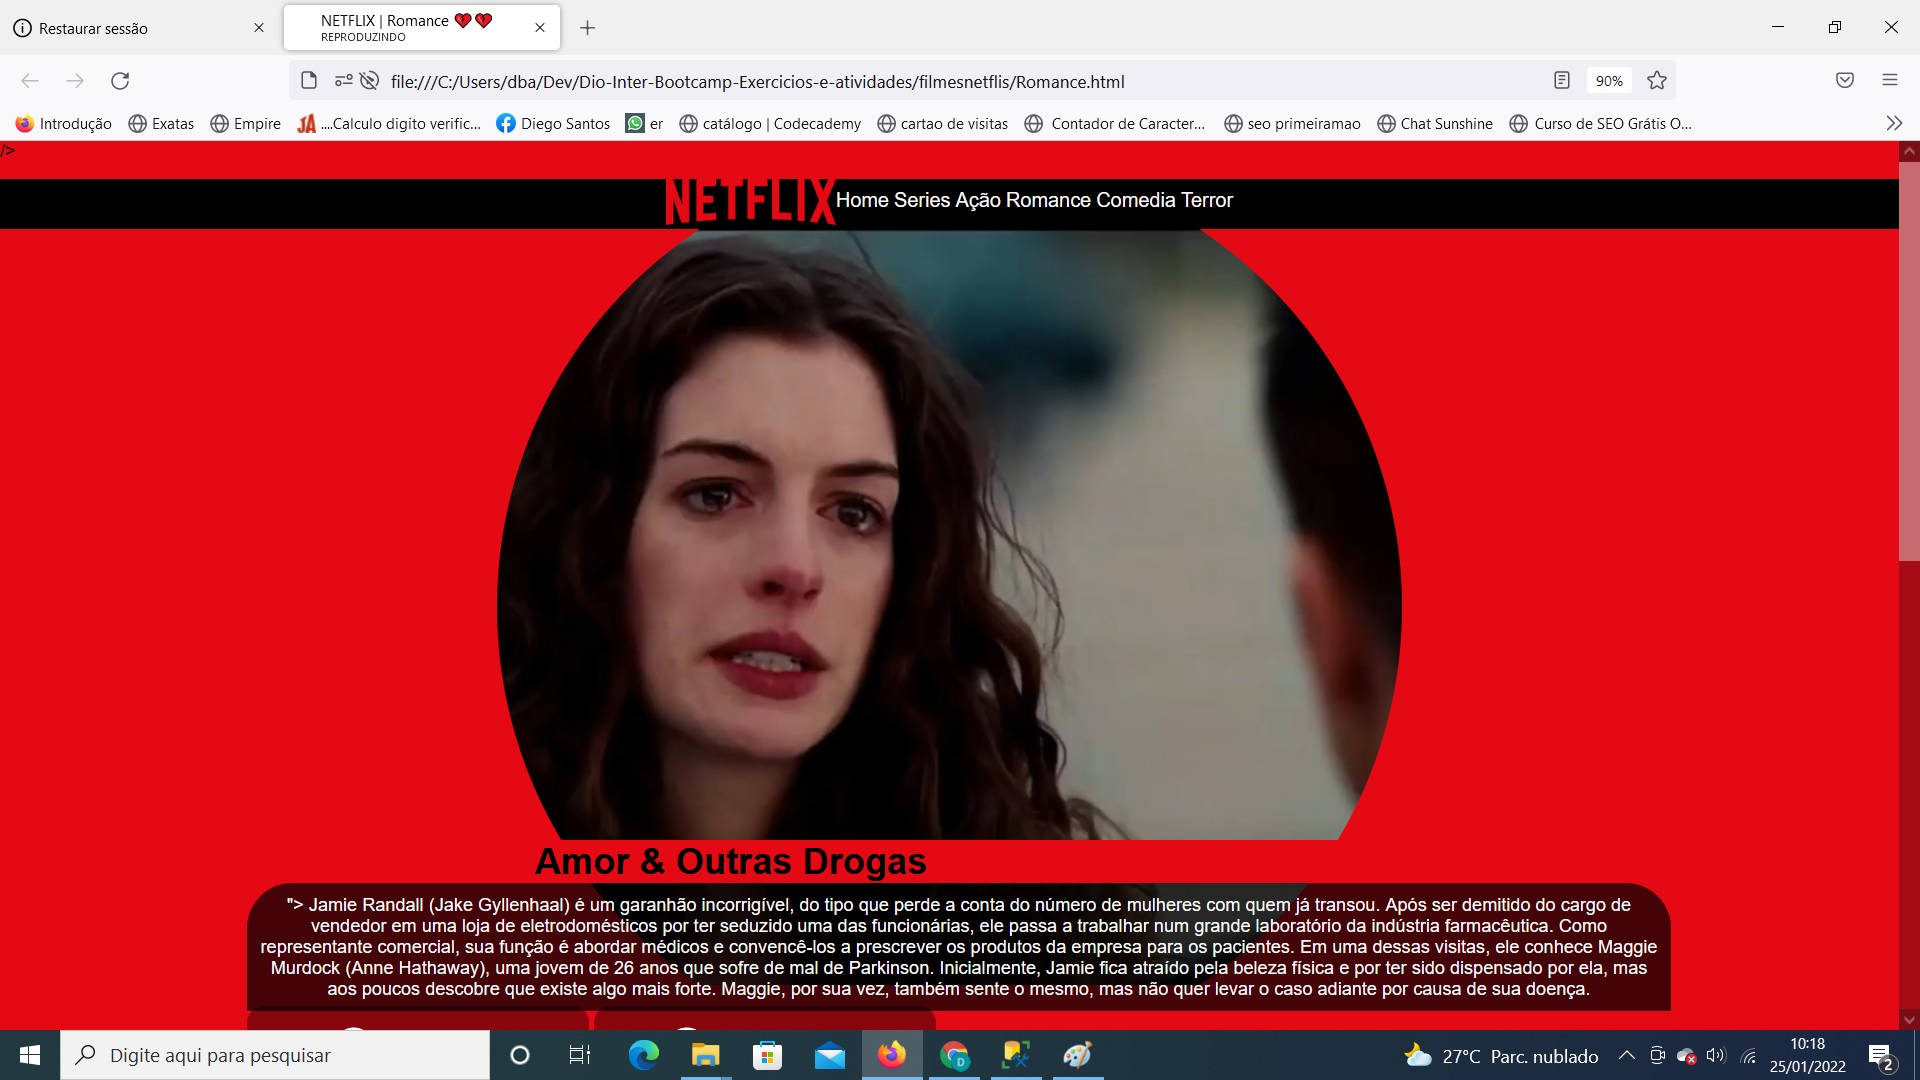 Restaurar sessão
NETFLIX | Romance 💔💔
REPRODUZINDO
file:///C:/Users/dba/Dev/Dio-Inter-Bootcamp-Exercicios-e-atividades/filmesnetflis/Romance.html
90%
Introdução Exatas Empire ....Calculo digito verific... Diego Santos er catálogo | Codecademy cartao de visitas Contador de Caracter... seo primeiramao Chat Sunshine Curso de SEO Grátis O...
/>
NETFLIX Home Series Ação Romance Comedia Terror
Amor & Outras Drogas
"> Jamie Randall (Jake Gyllenhaal) é um garanhão incorrigível, do tipo que perde a conta do número de mulheres com quem já transou. Após ser demitido do cargo de
vendedor em uma loja de eletrodomésticos por ter seduzido uma das funcionárias, ele passa a trabalhar num grande laboratório da indústria farmacêutica. Como
representante comercial, sua função é abordar médicos e convencê-los a prescrever os produtos da empresa para os pacientes. Em uma dessas visitas, ele conhece Maggie
Murdock (Anne Hathaway), uma jovem de 26 anos que sofre de mal de Parkinson. Inicialmente, Jamie fica atraído pela beleza física e por ter sido dispensado por ela, mas
aos poucos descobre que existe algo mais forte. Maggie, por sua vez, também sente o mesmo, mas não quer levar o caso adiante por causa de sua doença.
Digite aqui para pesquisar
27°C Parc. nublado
10:18
25/01/2022
2